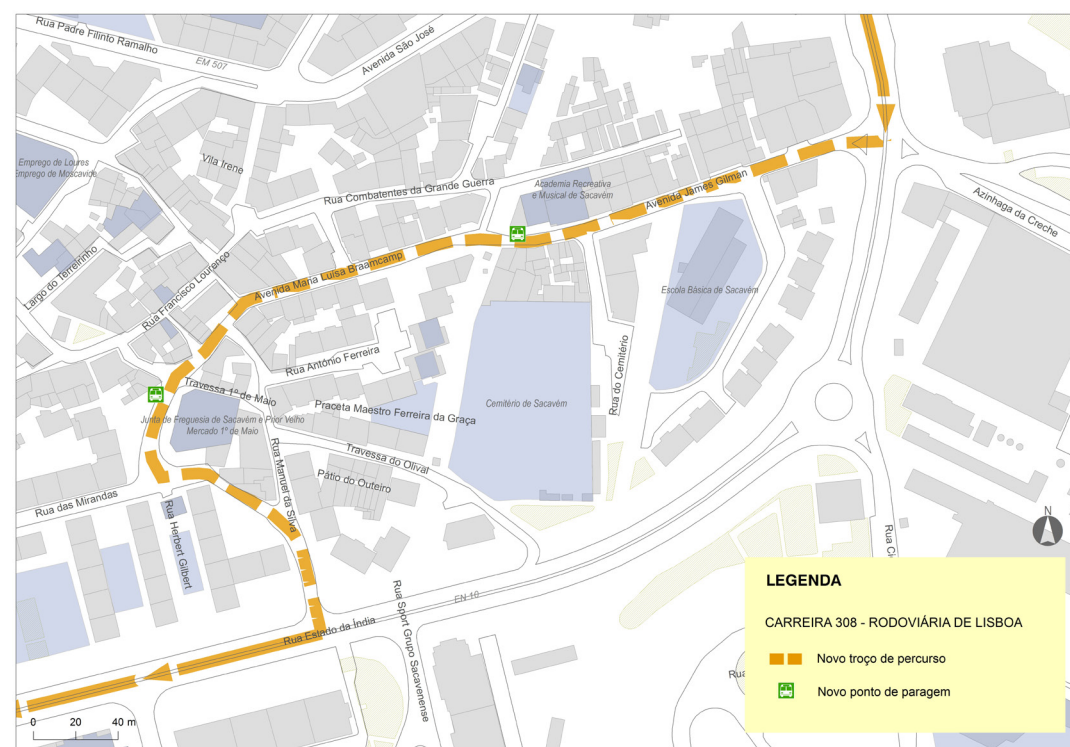 Rua Padre Filinto Ramalho
EM 507
Avenida São José
Vila Irene
Emprego de Loures
Emprego de Moscavide
Rua Combatentes da Grande Guerra
Academia Recreativa
e Musical de Sacavém
Avenida James Gilman
Azinhaga da Creche
Largo do Terreirinho
Rua Francisco Lourenço
Avenida Maria Luisa Braamcamp
Escola Básica de Sacavém
Rua António Ferreira
Rua do Cemitério
Travessa 1º de Maio
Praceta Maestro Ferreira da Graça
Cemitério de Sacavém
Junta de Freguesia de Sacavém e Prior Velho
Mercado 1º de Maio
Travessa do Olival
Rua Manuel da Silva
Pátio do Outeiro
Rua das Mirandas
Rua Herbert Gilbert
N
Rua
EN 10
Rua Sport Grupo Sacavenense
Rua Estado da Índia
Rua
LEGENDA
CARREIRA 308 - RODOVIÁRIA DE LISBOA
Novo troço de percurso
Novo ponto de paragem
0 20 40 m